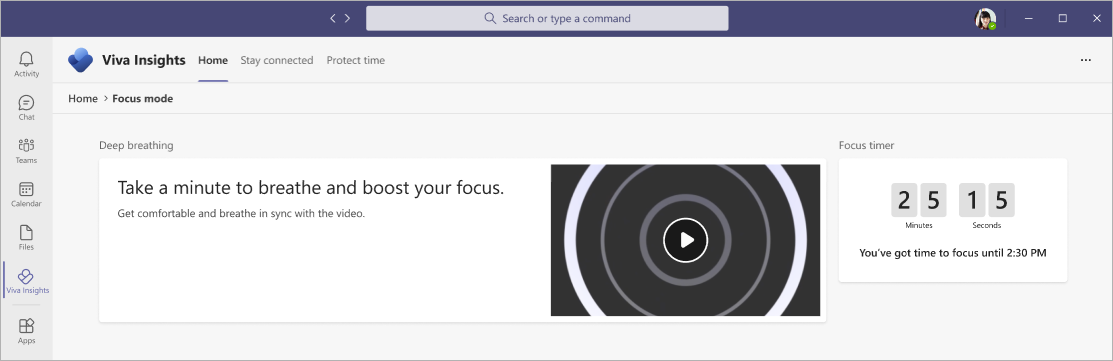 Search or type a command
Activity
Chat
Teams
Calendar
Files
Viva Insights
Apps
Viva Insights Home Stay connected Protect time
Home > Focus mode
Deep breathing
Take a minute to breathe and boost your focus.
Get comfortable and breathe in sync with the video.
Focus timer
2 5 1 5
Minutes Seconds
You've got time to focus until 2:30 PM